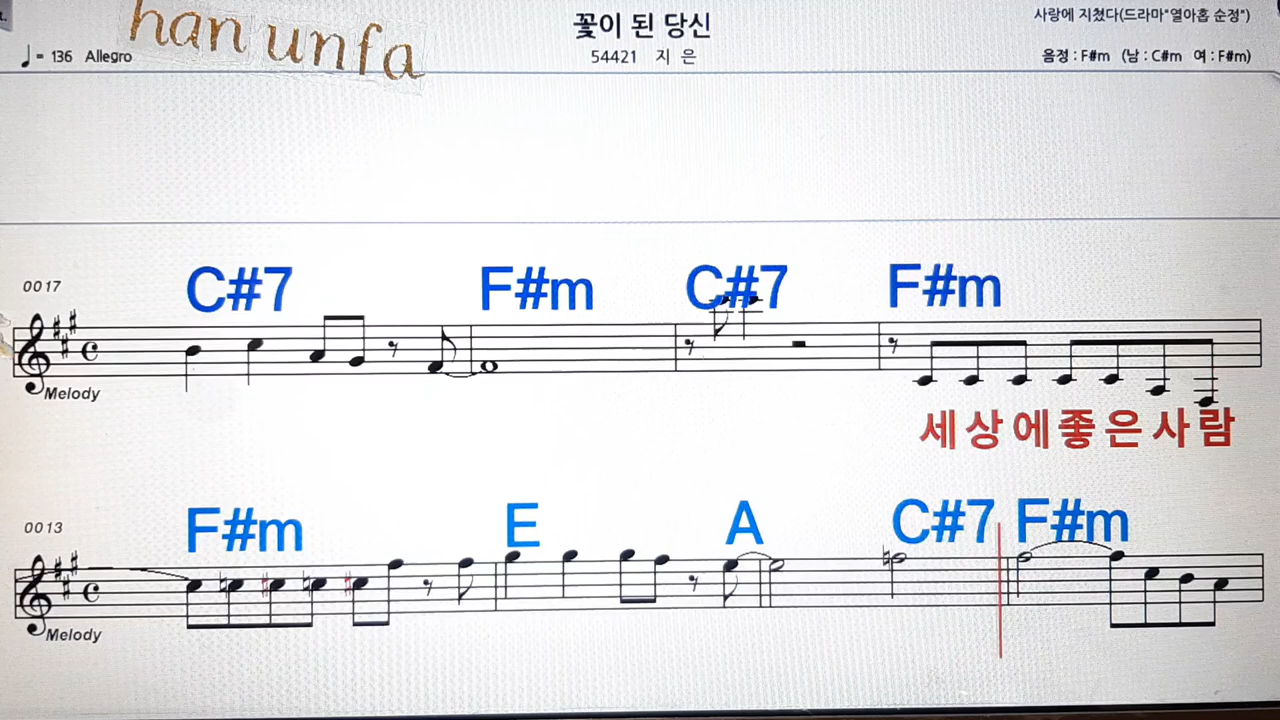 han unfa
♩= 136 Allegro
꽃이 된 당신
54421 지 은
사랑에 지쳤다(드라마"열아홉 순정")
음정 : F#m (남 : C#m 여 : F#m)
0017
C#7 F#m C#7 F#m
Melody
세상에좋은사람
0013
F#m E A C#7 F#m
Melody